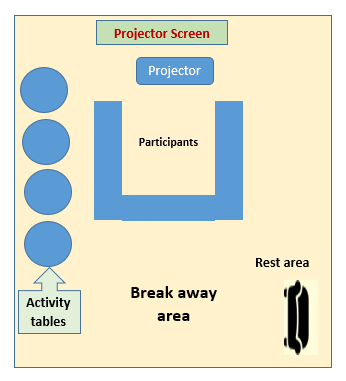 Projector Screen
Projector
Participants
Rest area
Break away
area
Activity
tables